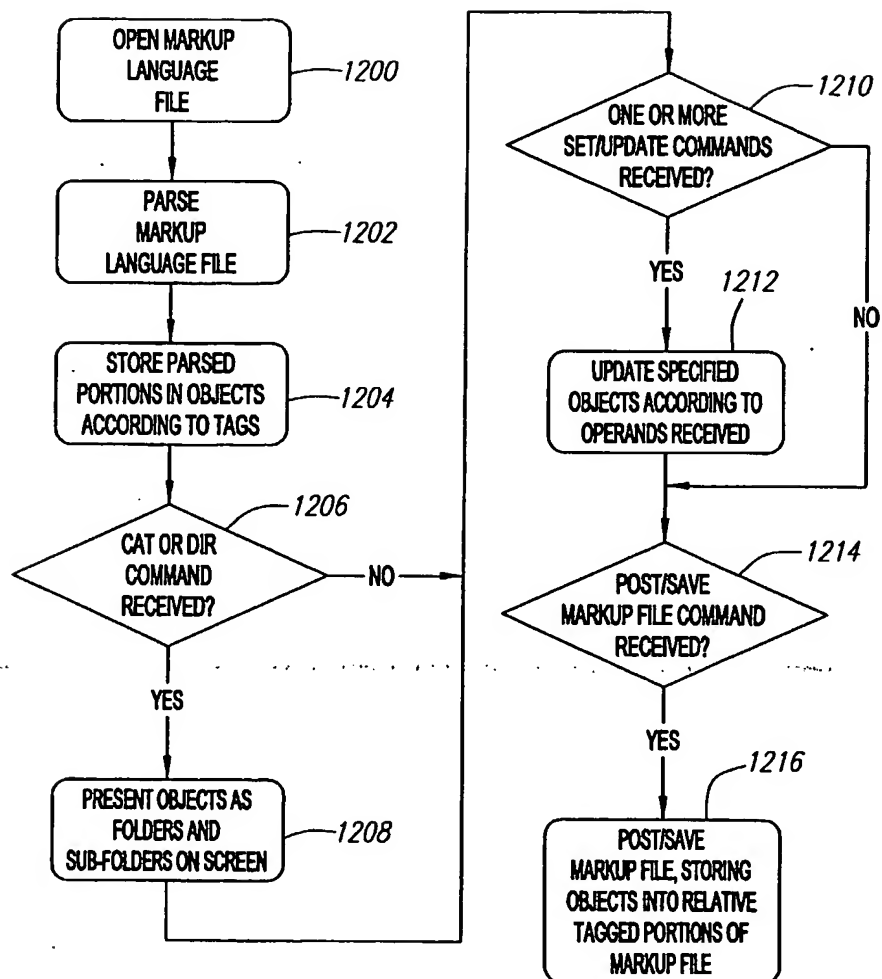 OPEN MARKUP
LANGUAGE
FILE
1200
PARSE
MARKUP
LANGUAGE FILE
1202
STORE PARSED
PORTIONS IN OBJECTS
ACCORDING TO TAGS
1204
1206
CAT OR DIR
COMMAND
RECEIVED?
NO
YES
PRESENT OBJECTS AS
FOLDERS AND
SUB-FOLDERS ON SCREEN
1208
1210
ONE OR MORE
SET/UPDATE COMMANDS
RECEIVED?
YES
NO
1212
UPDATE SPECIFIED
OBJECTS ACCORDING TO
OPERANDS RECEIVED
1214
POST/SAVE
MARKUP FILE COMMAND
RECEIVED?
YES
1216
POST/SAVE
MARKUP FILE, STORING
OBJECTS INTO RELATIVE
TAGGED PORTIONS OF
MARKUP FILE